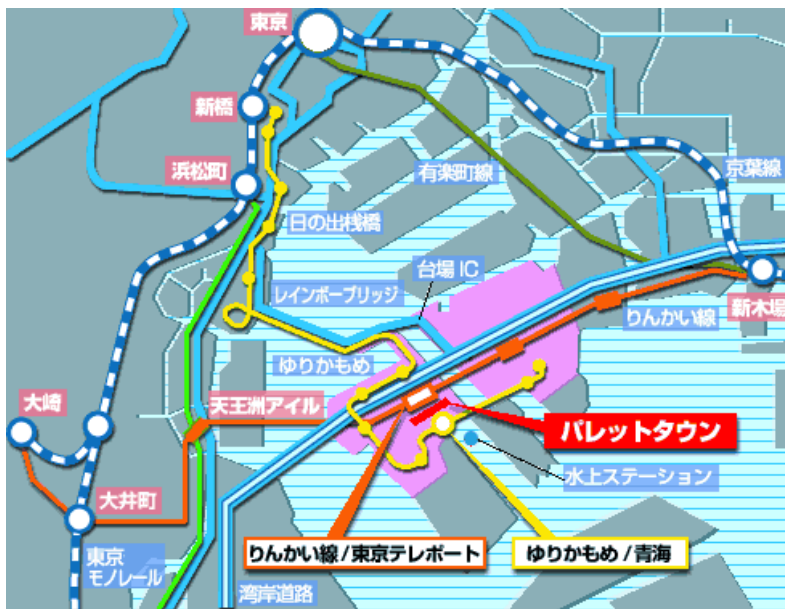 東京
新橋
浜松町
有楽町線
京葉線
日の出桟橋
台場 IC
レインボーブリッジ
りんかい線
新木場
ゆりかもめ
大崎
天王洲アイル
パレットタウン
水上ステーション
大井町
りんかい線/東京テレポート
ゆりかもめ/青海
東京
モノレール
湾岸道路